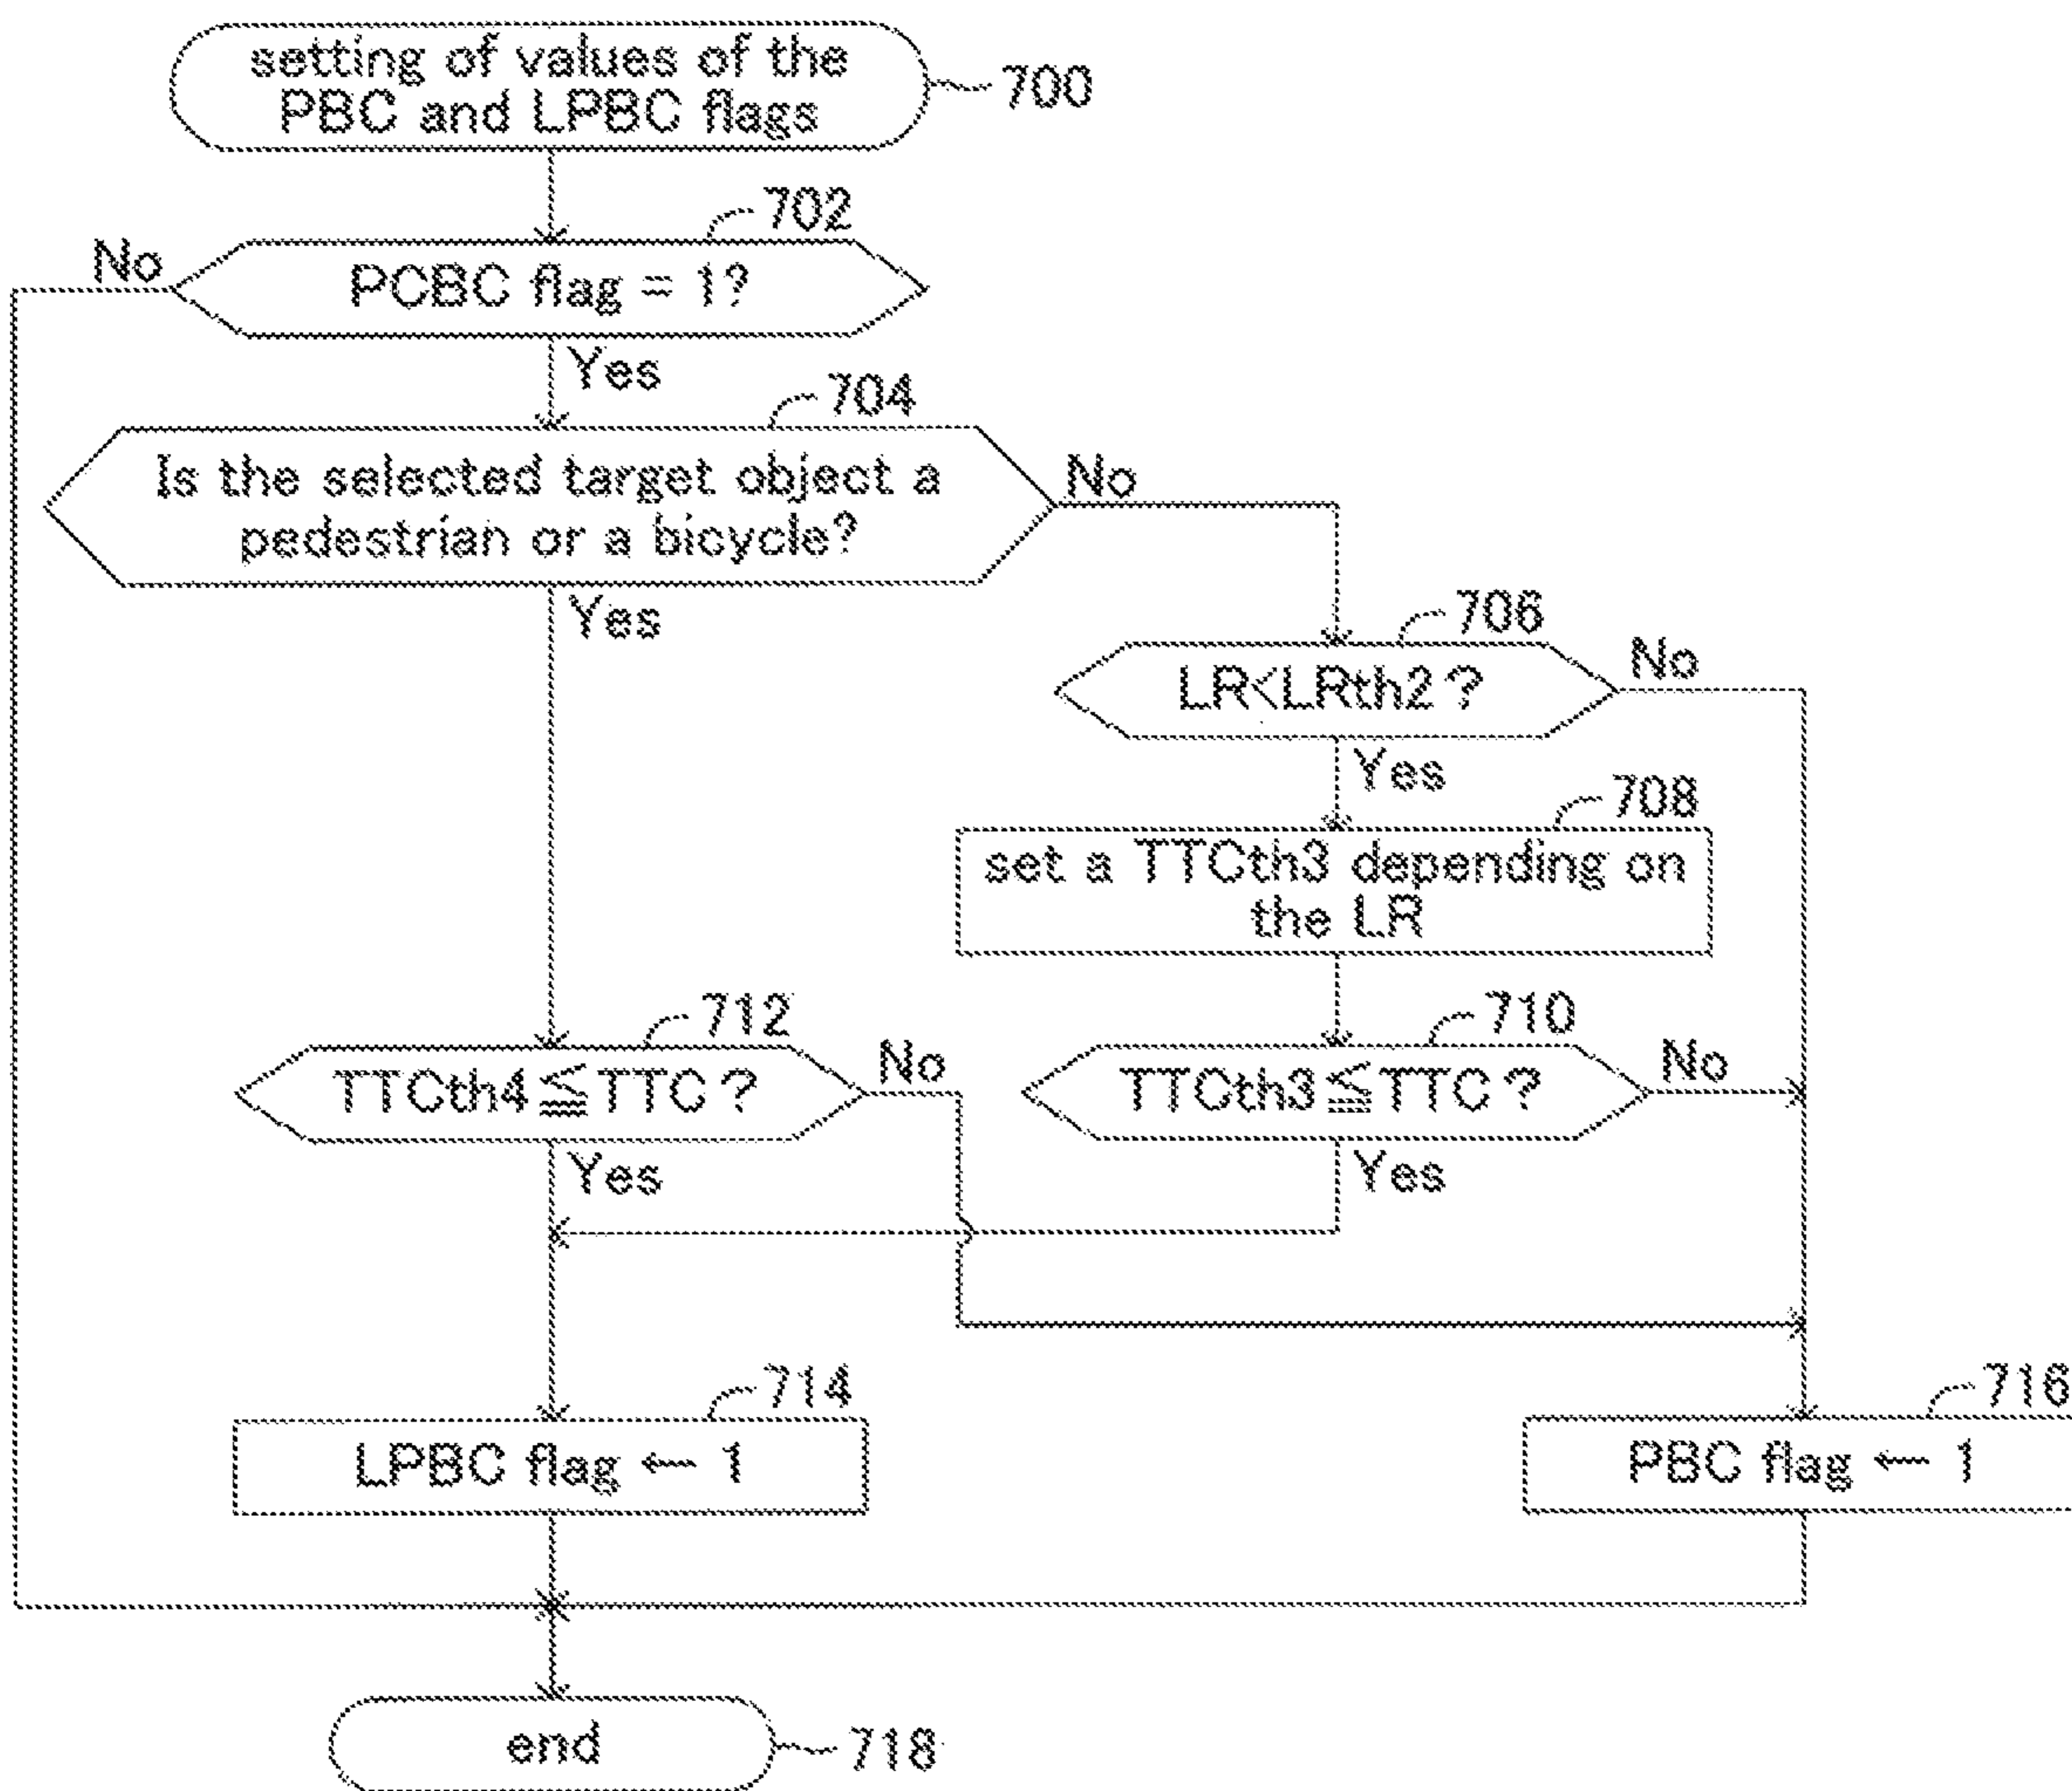 setting of values of the
PBC and LPBC flags
700
702
No
PCBC flag = 1?
Yes
704
Is the selected target object a
pedestrian or a bicycle?
No
Yes
706
LR<LRth2?
No
Yes
708
set a TTCth3 depending on
the LR
712
TTCth4≦TTC?
No
Yes
710
TTCth3≦TTC?
No
Yes
714
LPBC flag ← 1
716
PBC flag ← 1
end
718